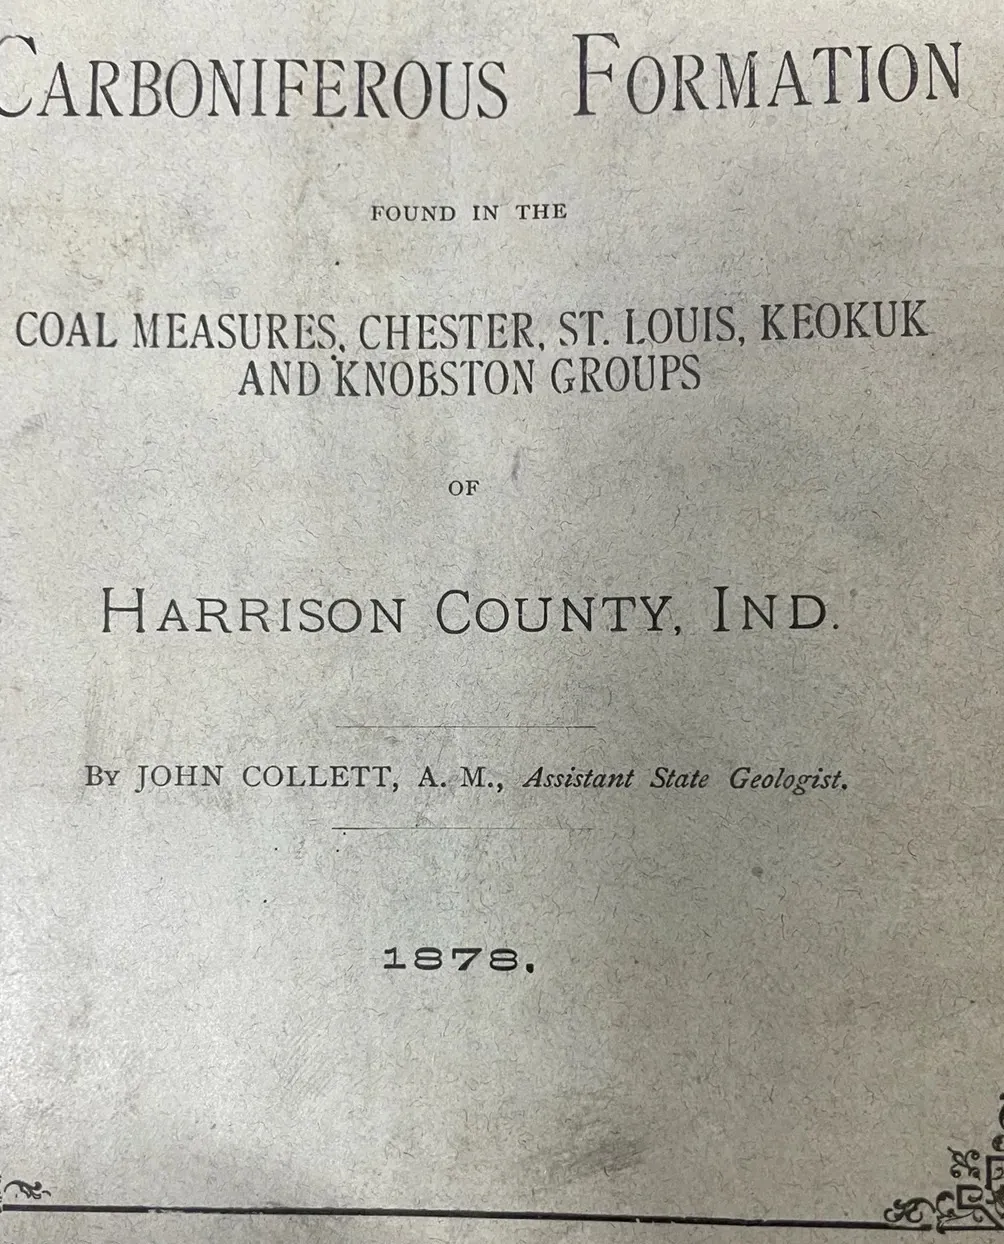 CARBONIFEROUS FORMATION
FOUND IN THE
COAL MEASURES, CHESTER, ST. LOUIS, KEOKUK
AND KNOBSTON GROUPS
OF
HARRISON COUNTY, IND.
BY JOHN COLLETT, A. M., Assistant State Geologist.
1878.